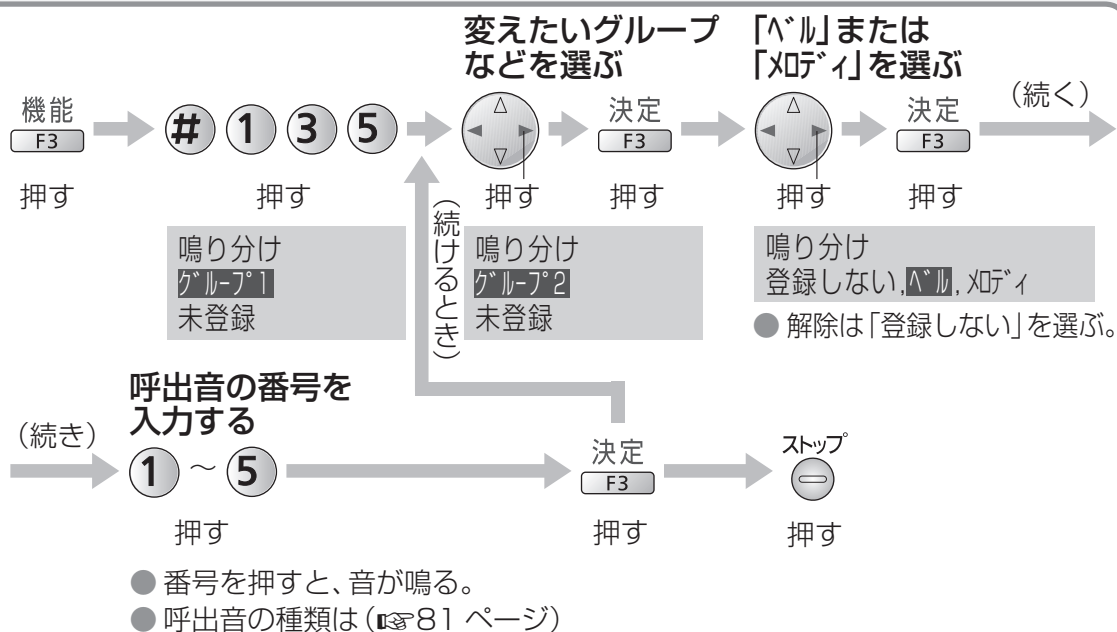 変えたいグループ
などを選ぶ
「ﾍﾞﾙ」または
「ﾒﾛﾃﾞｨ」を選ぶ
機能
F3
押す
# 1 3 5
押す
押す
決定
F3
押す
押す
決定
F3
押す
(続く)
鳴り分け
ｸﾞﾙｰﾌﾟ1
未登録
(続けるとき)
鳴り分け
ｸﾞﾙｰﾌﾟ2
未登録
鳴り分け
登録しない,ﾍﾞﾙ,ﾒﾛﾃﾞｨ
● 解除は「登録しない」を選ぶ。
(続き)
呼出音の番号を
入力する
1 ～ 5
押す
決定
F3
押す
ストップ
押す
● 番号を押すと、音が鳴る。
● 呼出音の種類は(☞81 ページ)